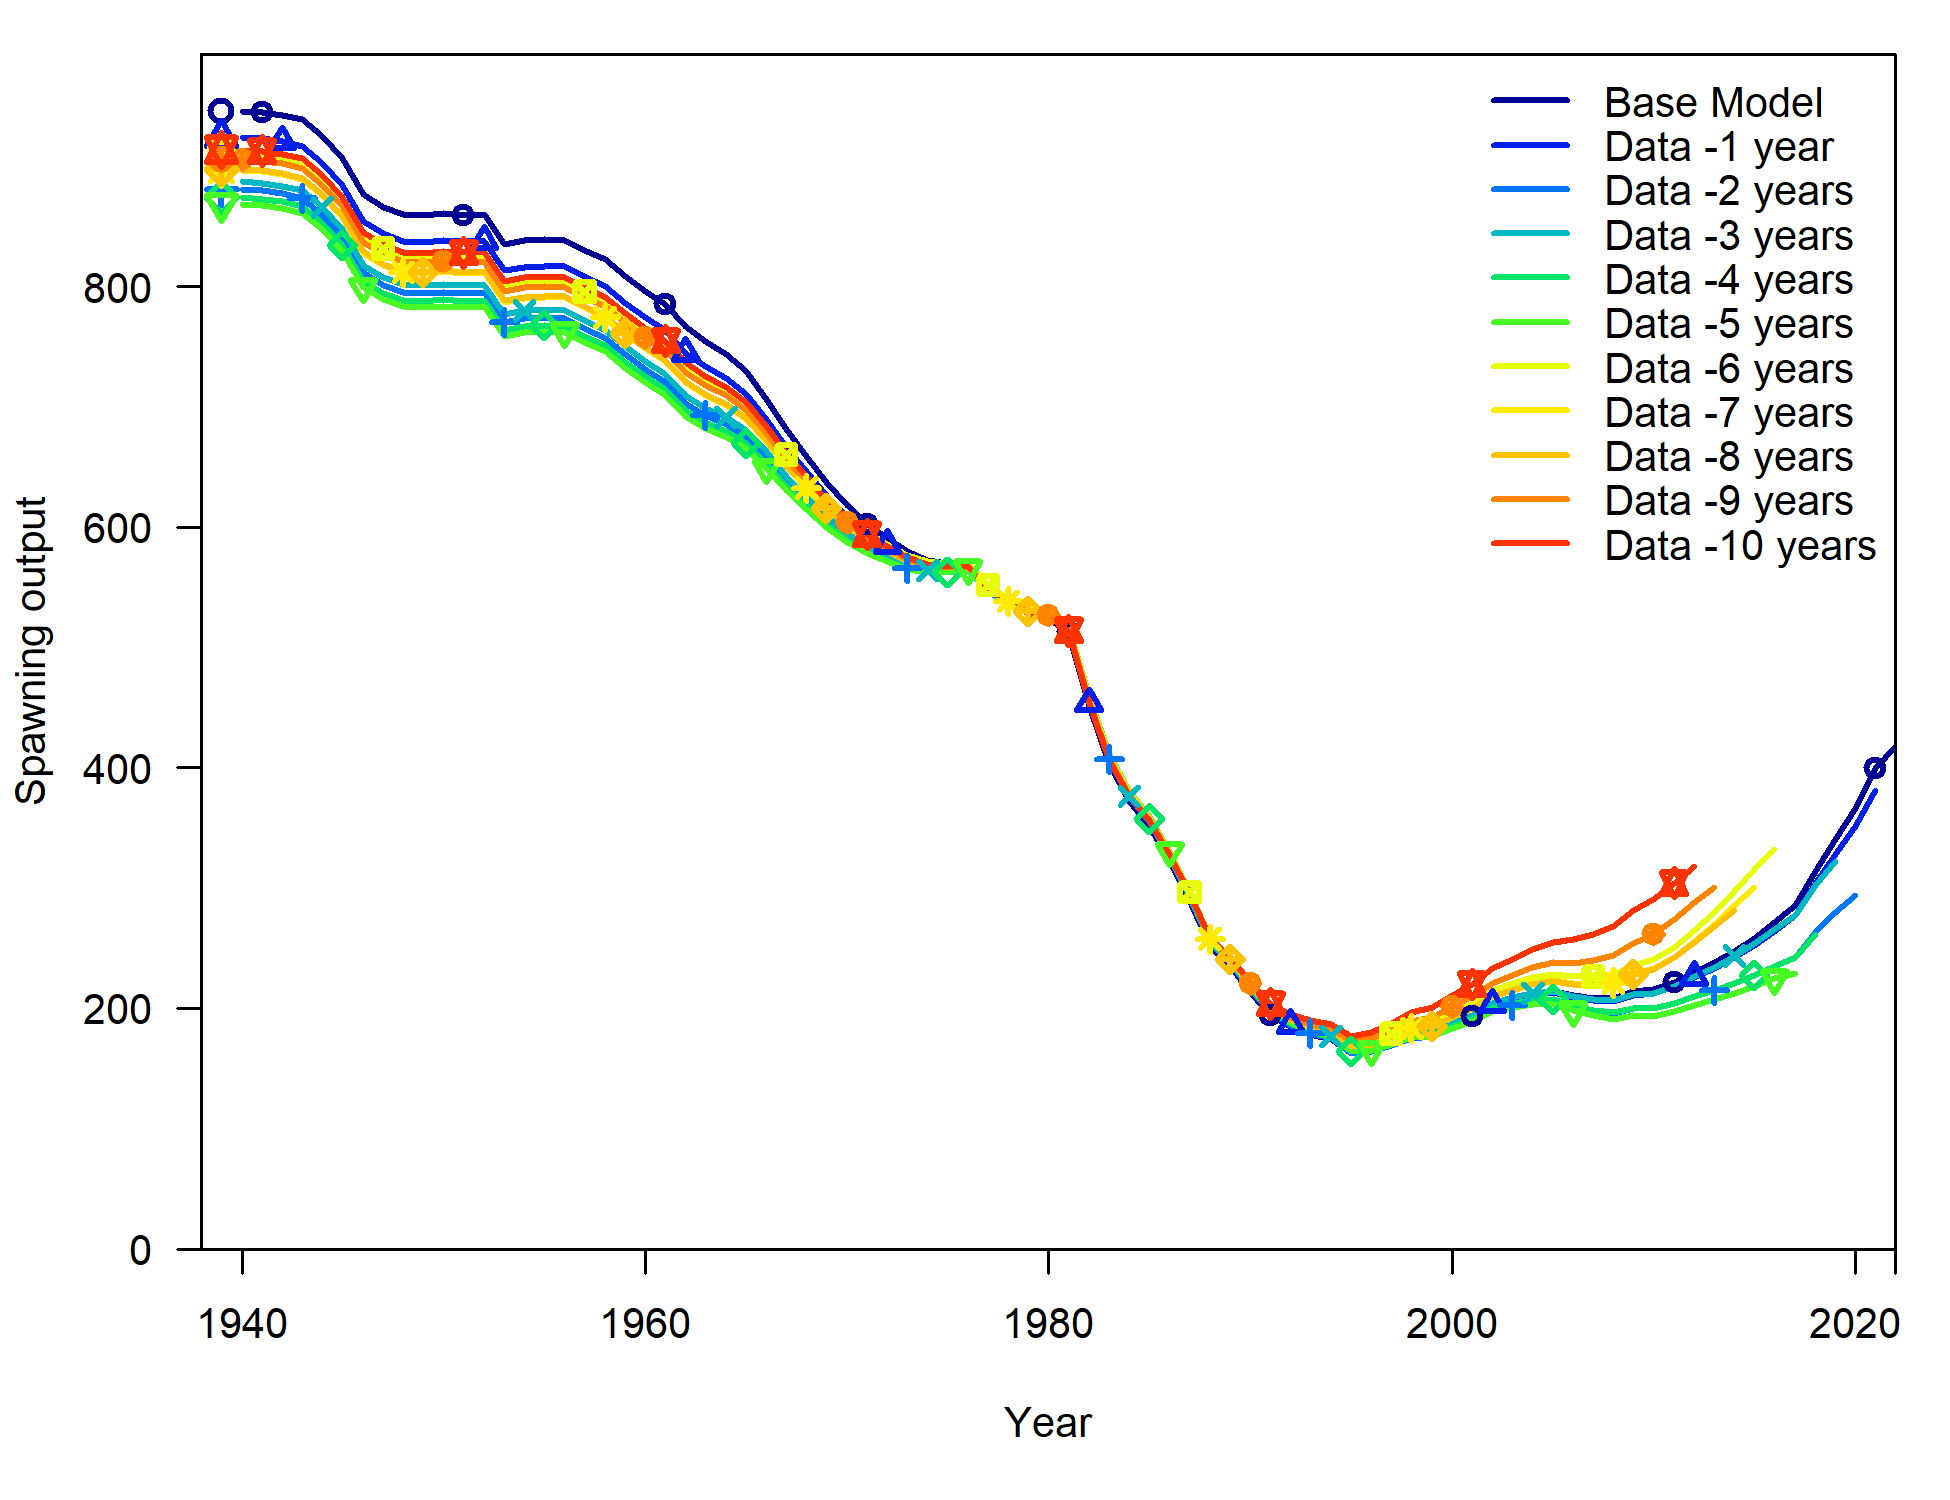 Base Model
Data -1 year
Data -2 years
Data -3 years
Data -4 years
Data -5 years
Data -6 years
Data -7 years
Data -8 years
Data -9 years
Data -10 years
Spawning output
800
600
400
200
0
1940 1960 1980 2000 2020
Year